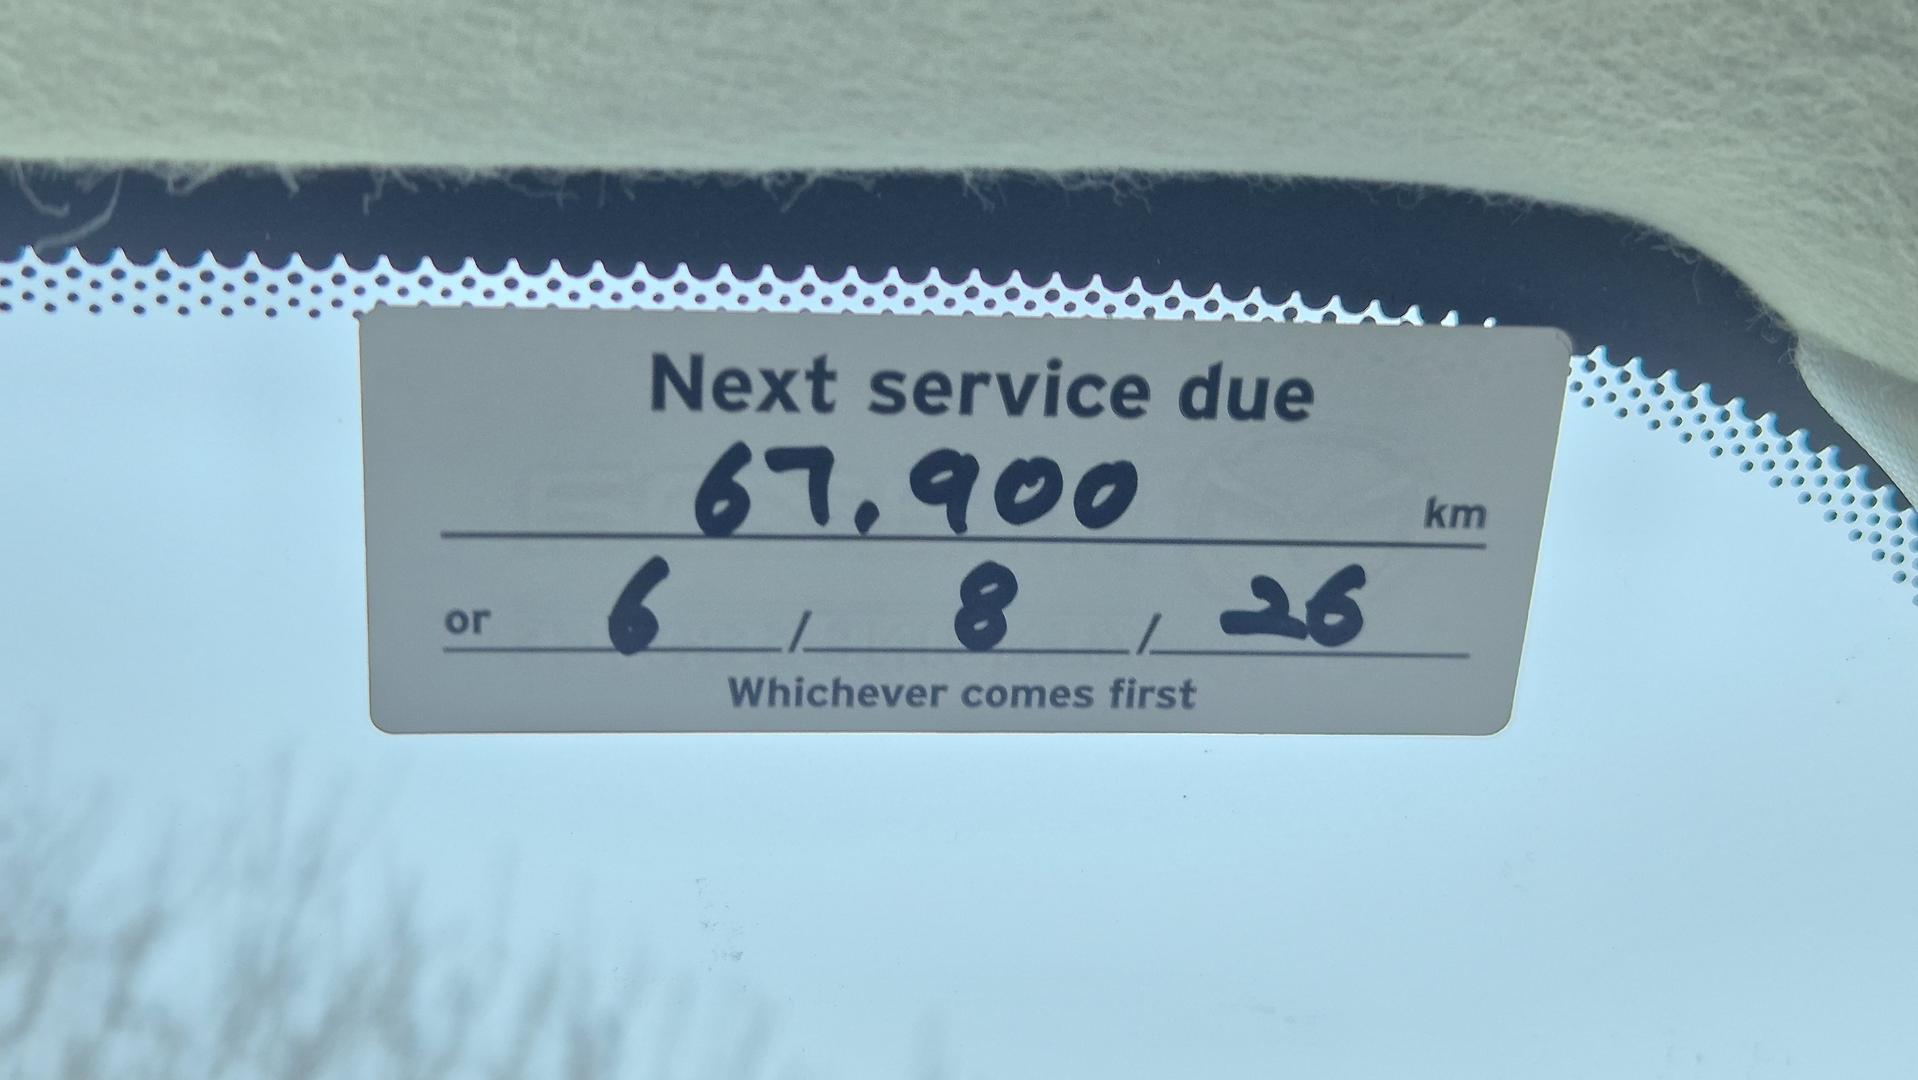 Next service due
67,900 km
or 6 / 8 / 26
Whichever comes first